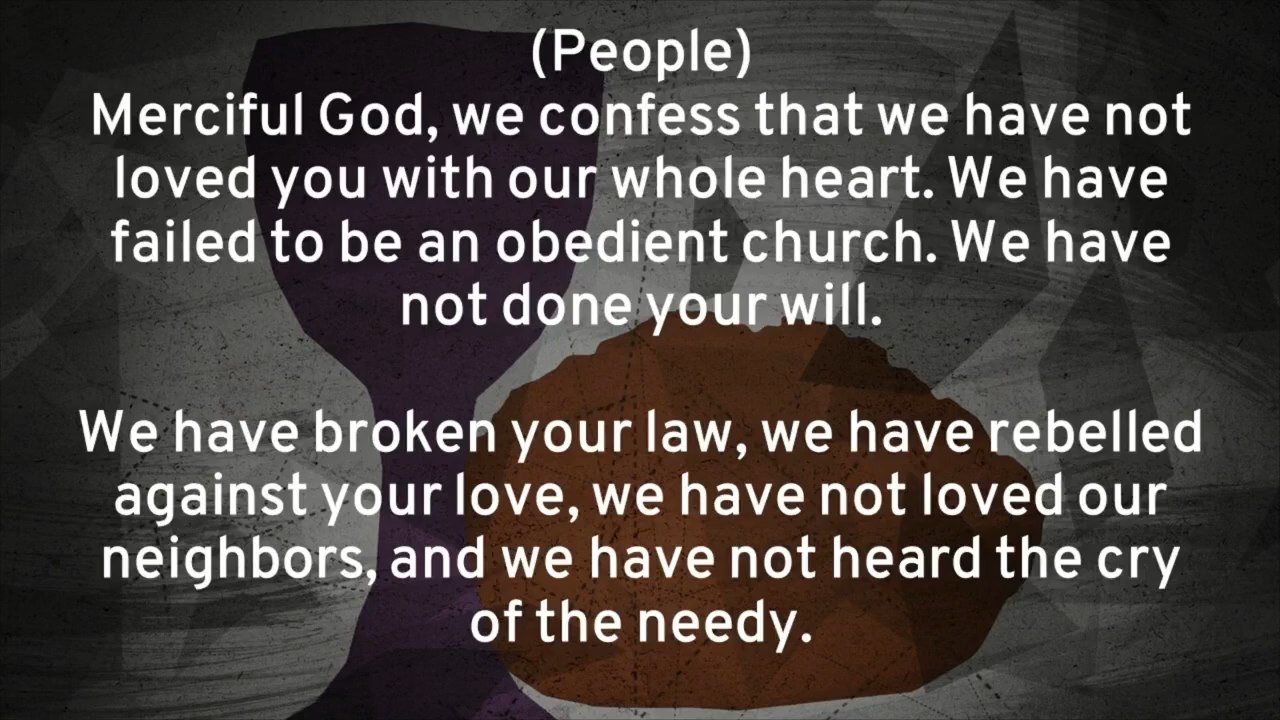 (People)
Merciful God, we confess that we have not
loved you with our whole heart. We have
failed to be an obedient church. We have
not done your will.
We have broken your law, we have rebelled
against your love, we have not loved our
neighbors, and we have not heard the cry
of the needy.